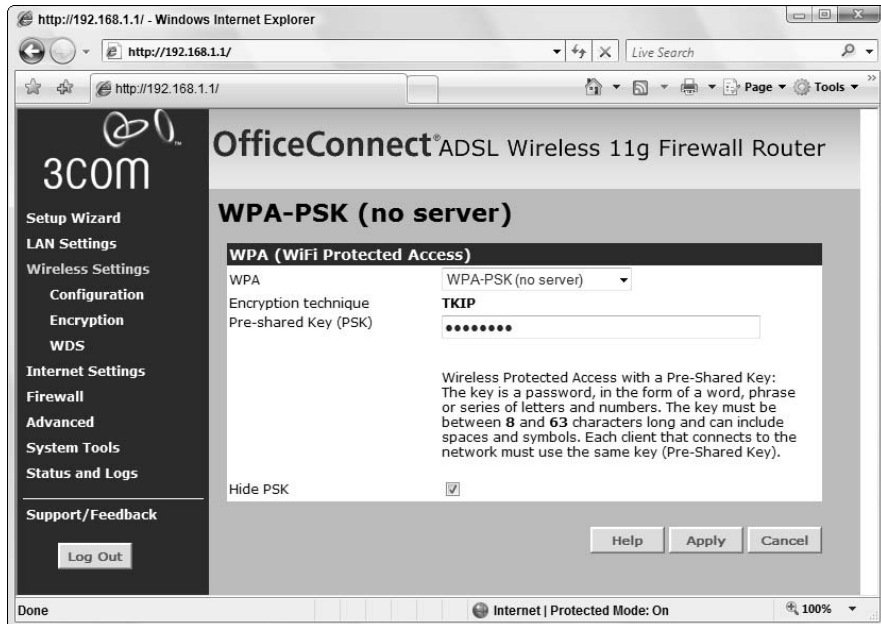 http://192.168.1.1/ - Windows Internet Explorer
http://192.168.1.1/
Live Search
http://192.168.1.1/
Page
Tools
3COM
OfficeConnect® ADSL Wireless 11g Firewall Router
Setup Wizard
LAN Settings
Wireless Settings
Configuration
Encryption
WDS
Internet Settings
Firewall
Advanced
System Tools
Status and Logs
Support/Feedback
Log Out
WPA-PSK (no server)
WPA (WiFi Protected Access)
WPA WPA-PSK (no server)
Encryption technique TKIP
Pre-shared Key (PSK) ••••••••
Wireless Protected Access with a Pre-Shared Key:
The key is a password, in the form of a word, phrase
or series of letters and numbers. The key must be
between 8 and 63 characters long and can include
spaces and symbols. Each client that connects to the
network must use the same key (Pre-Shared Key).
Hide PSK
Help Apply Cancel
Done
Internet | Protected Mode: On
100%